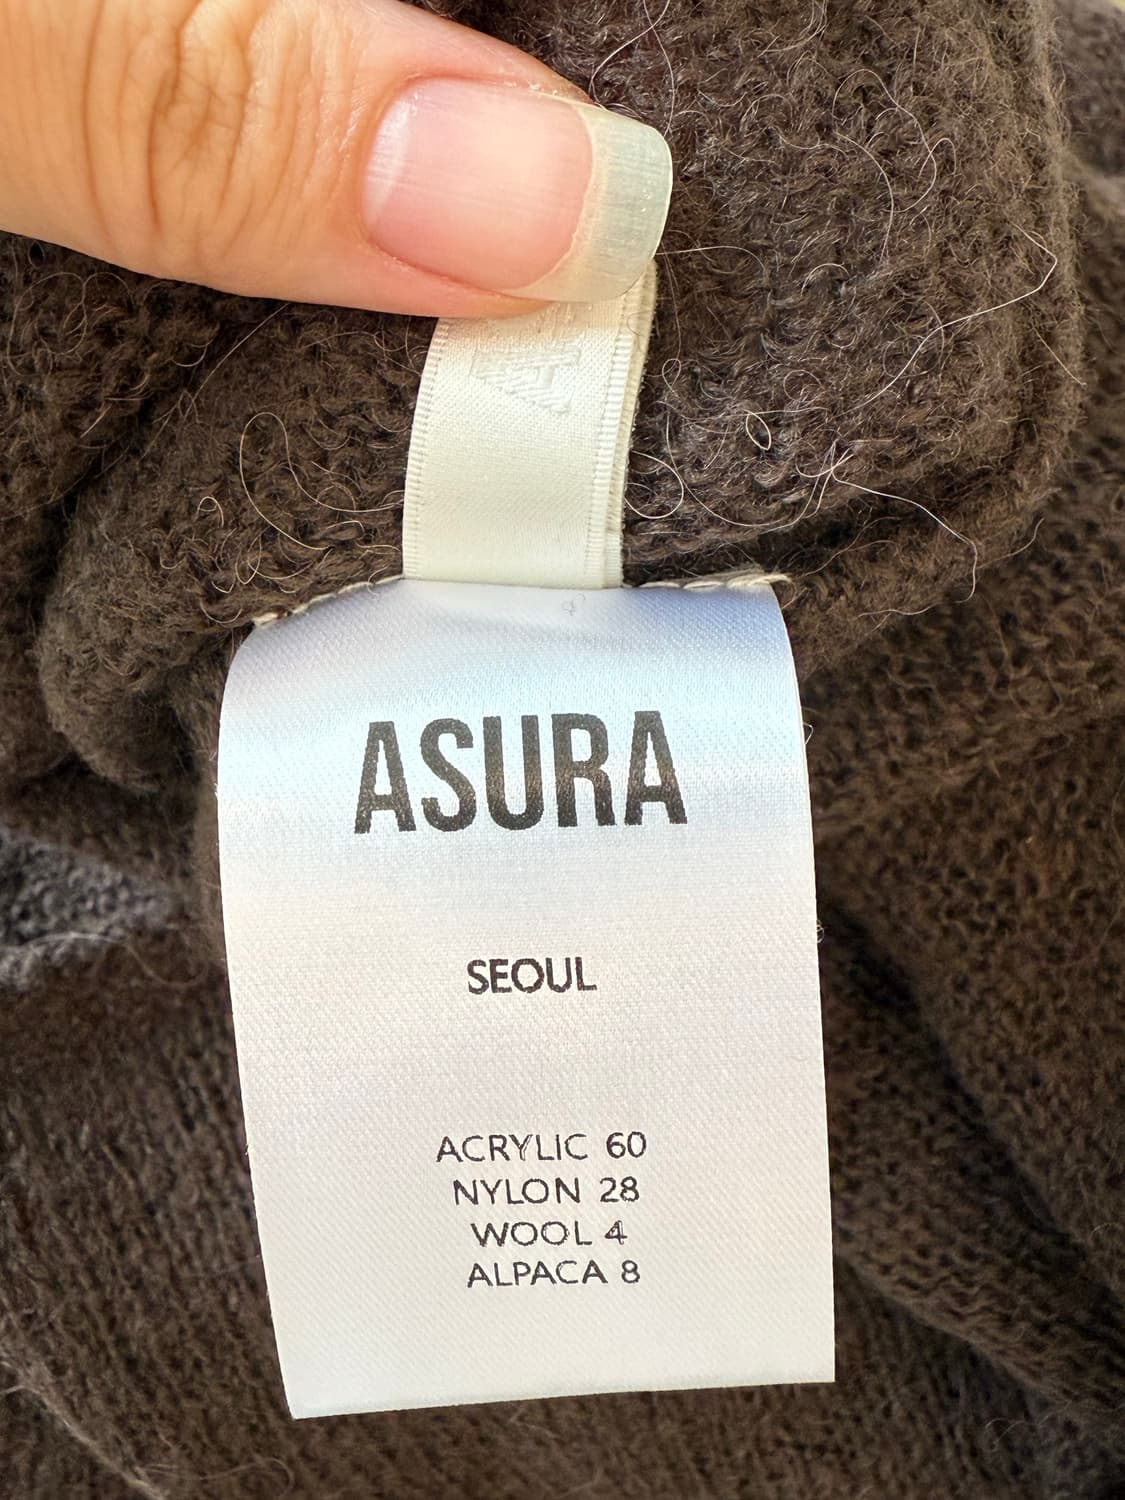 ASURA
SEOUL
ACRYLIC 60
NYLON 28
WOOL 4
ALPACA 8